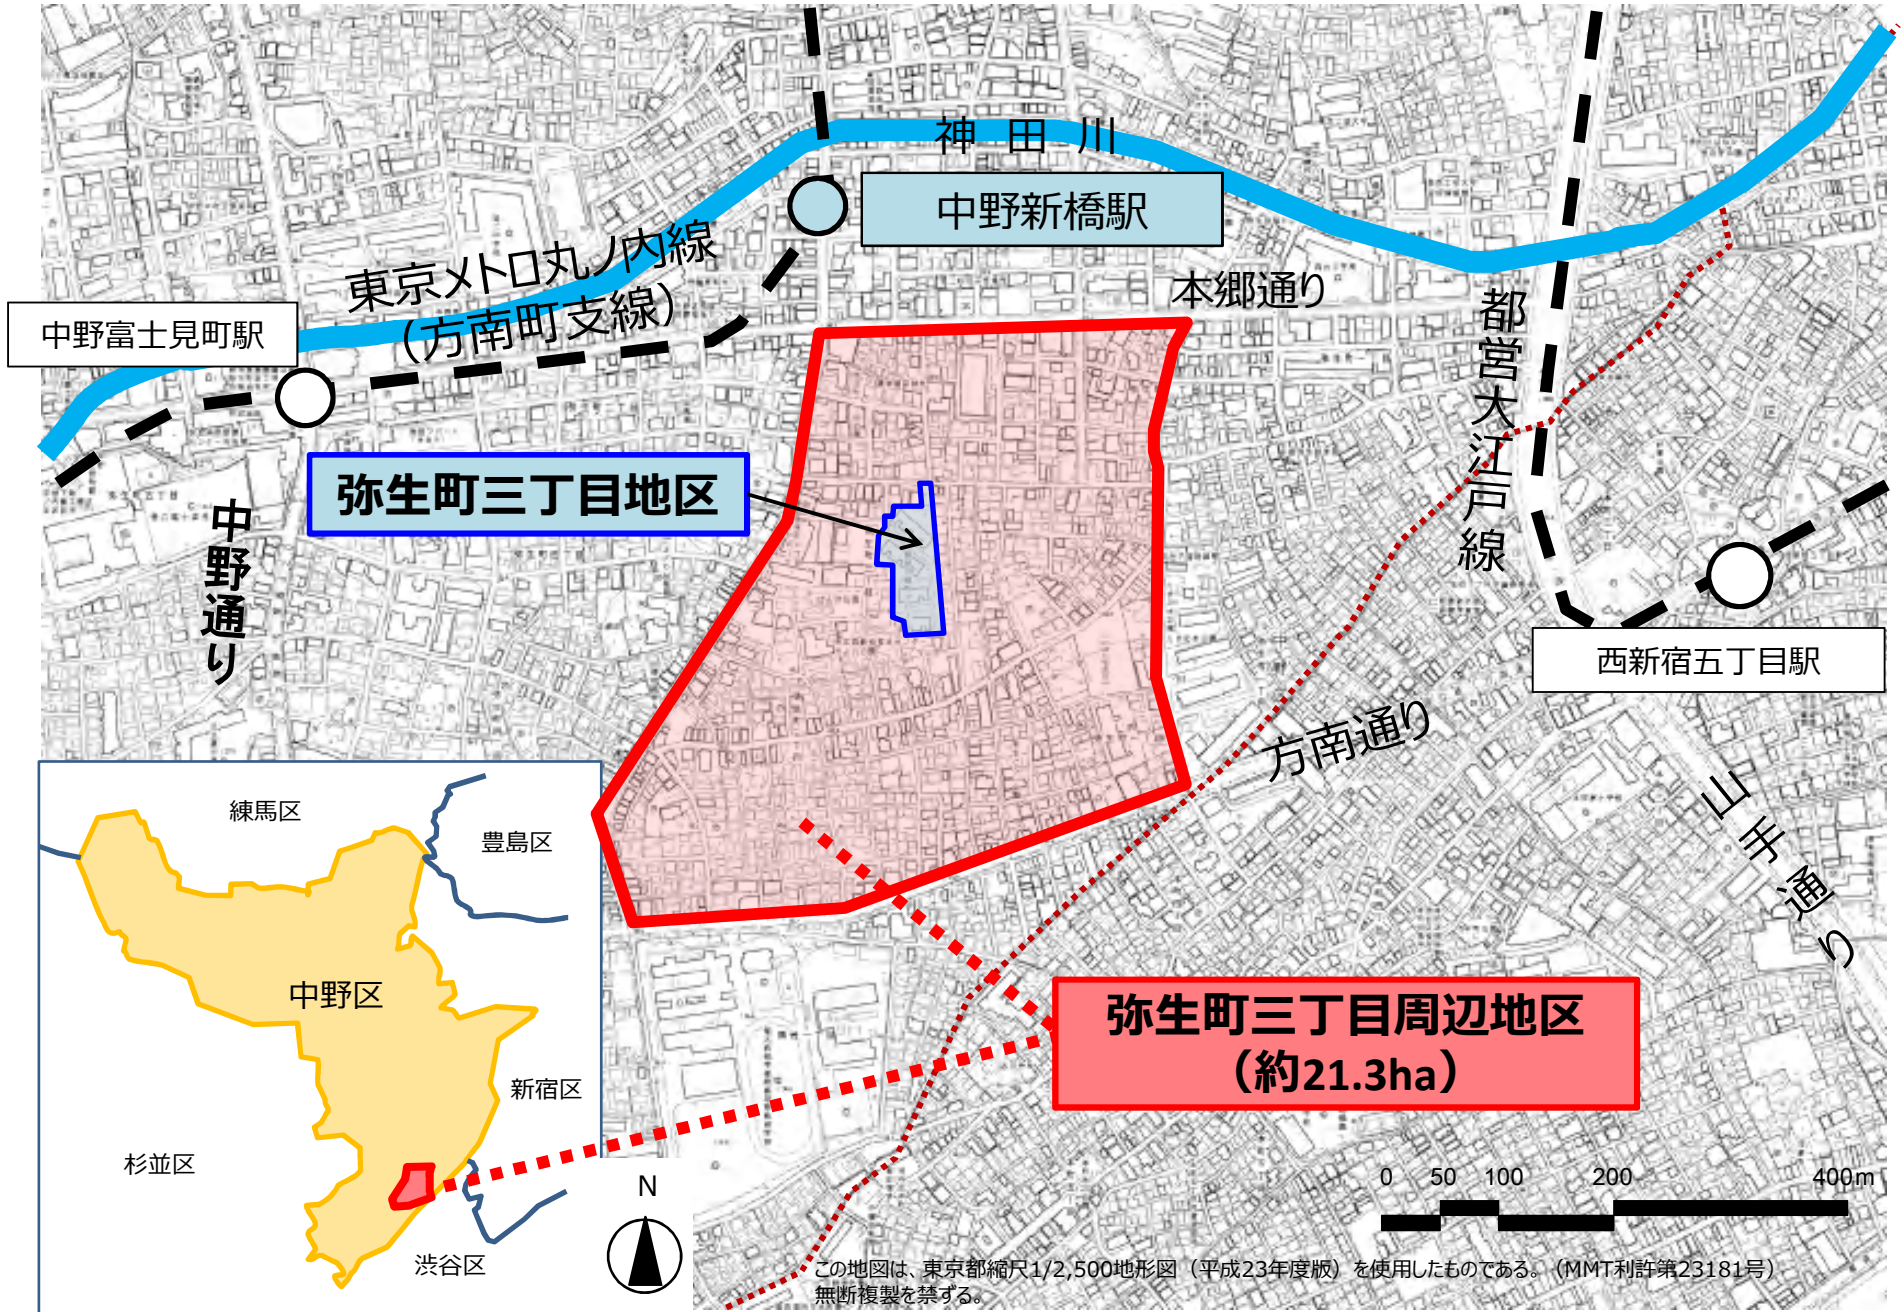 神田川
中野新橋駅
東京メトロ丸ノ内線
（方南町支線）
本郷通り
中野富士見町駅
都営大江戸線
弥生町三丁目地区
中野通り
西新宿五丁目駅
方南通り
山手通り
練馬区
豊島区
中野区
新宿区
杉並区
渋谷区
弥生町三丁目周辺地区
（約21.3ha）
N
0 50 100 200 400m
この地図は、東京都縮尺1/2,500地形図（平成23年度版）を使用したものである。（MMT利許第23181号）
無断複製を禁ずる。